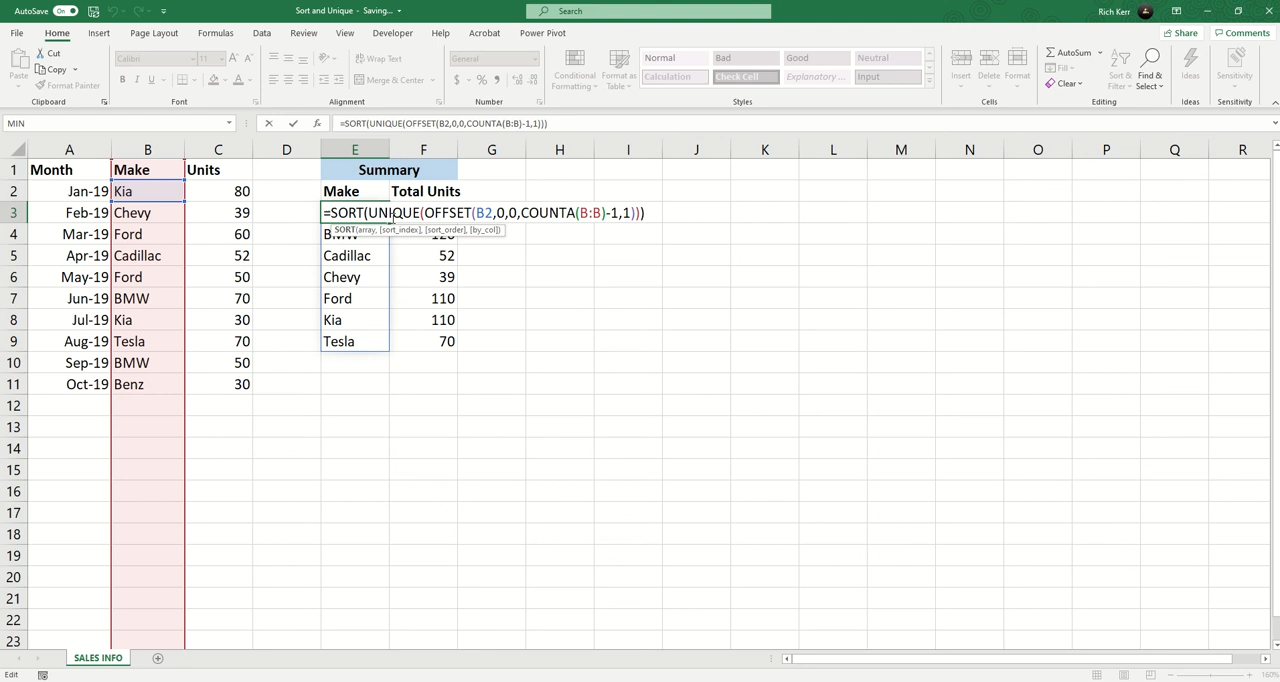 AutoSave On Sort and Unique - Saving... Search Rich Kerr
File Home Insert Page Layout Formulas Data Review View Developer Help Acrobat Power Pivot Share Comments
Paste Cut Copy Format Painter Clipboard
Calibri 11 B I U A Font
Wrap Text Merge & Center Alignment
General $ % Number
Conditional Formatting Format as Table
Normal Bad Good Neutral
Calculation Check Cell Explanatory ... Input
Styles
Insert Delete Format Cells
AutoSum Fill Clear Sort & Filter Find & Select Editing
Ideas Ideas
Sensitivity Sensitivity
MIN fx =SORT(UNIQUE(OFFSET(B2,0,0,COUNTA(B:B)-1,1)))
A B C D E F G H I J K L M N O P Q R
1 Month Make Units Summary
2 Jan-19 Kia 80 Make Total Units
3 Feb-19 Chevy 39 =SORT(UNIQUE(OFFSET(B2,0,0,COUNTA(B:B)-1,1)))
SORT(array, [sort_index], [sort_order], [by_col])
4 Mar-19 Ford 60 BMW 120
5 Apr-19 Cadillac 52 Cadillac 52
6 May-19 Ford 50 Chevy 39
7 Jun-19 BMW 70 Ford 110
8 Jul-19 Kia 30 Kia 110
9 Aug-19 Tesla 70 Tesla 70
10 Sep-19 BMW 50
11 Oct-19 Benz 30
12
13
14
15
16
17
18
19
20
21
22
23
SALES INFO
Edit 160%